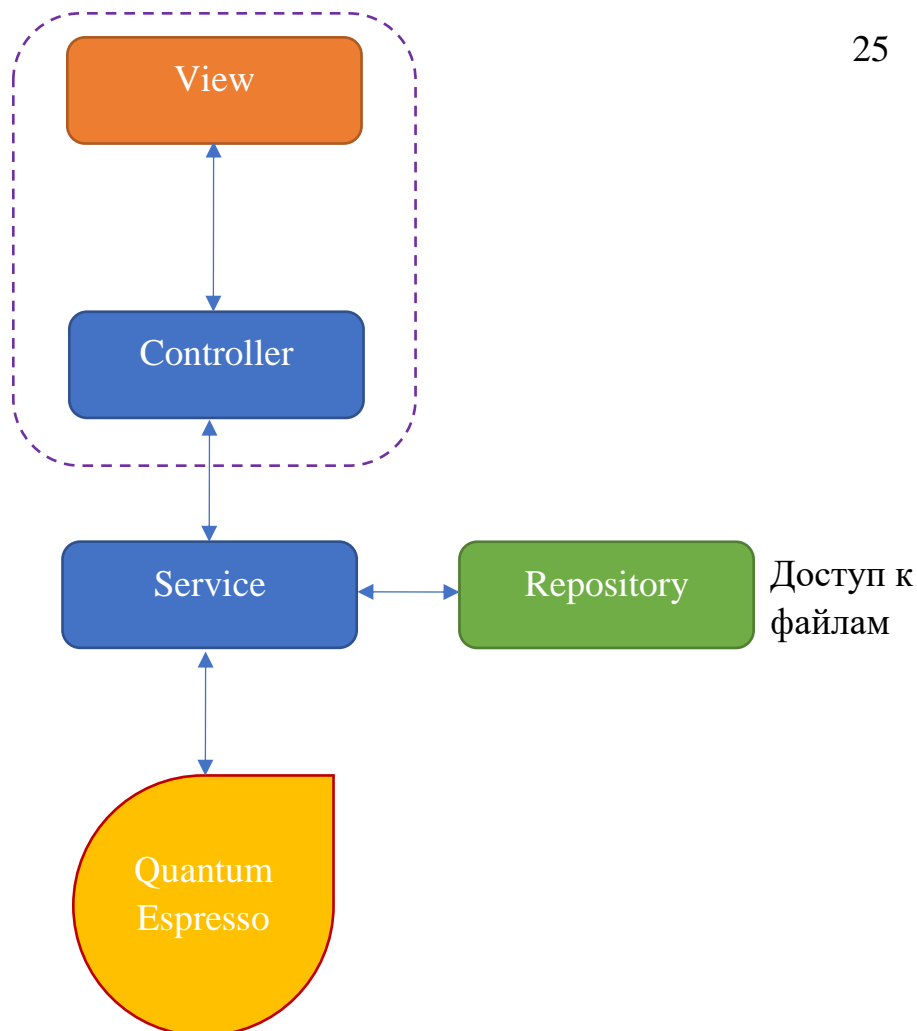 25
View
Controller
Service
Repository
Доступ к
файлам
Quantum
Espresso